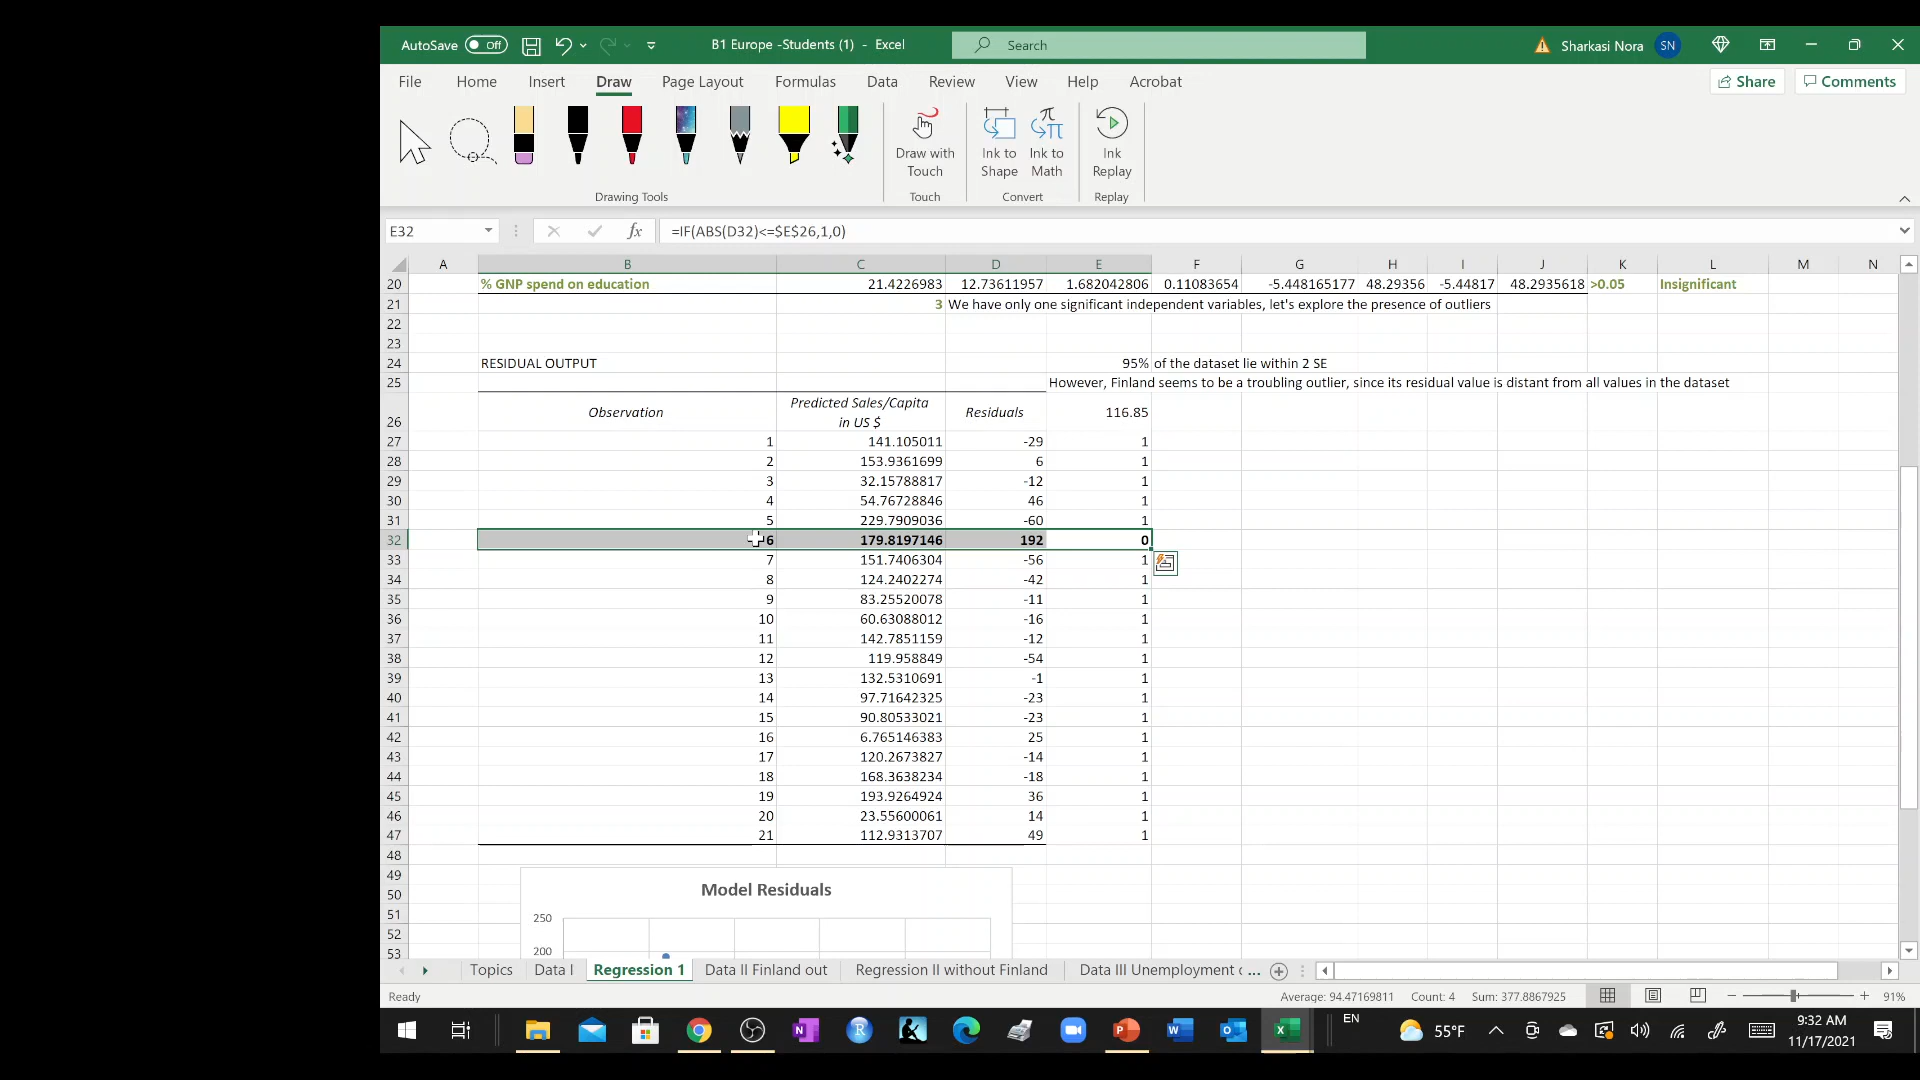 AutoSave Off B1 Europe -Students (1) - Excel Search Sharkasi Nora SN
File Home Insert Draw Page Layout Formulas Data Review View Help Acrobat Share Comments
Draw with Touch Ink to Shape Ink to Math Ink Replay
Drawing Tools Touch Convert Replay
E32 fx =IF(ABS(D32)<=$E$26,1,0)
A B C D E F G H I J K L M N
20 % GNP spend on education 21.4226983 12.73611957 1.682042806 0.11083654 -5.448165177 48.29356 -5.44817 48.2935618 >0.05 Insignificant
21 3 We have only one significant independent variables, let's explore the presence of outliers
22
23
24 RESIDUAL OUTPUT 95% of the dataset lie within 2 SE
25 However, Finland seems to be a troubling outlier, since its residual value is distant from all values in the dataset
26 Observation Predicted Sales/Capita in US $ Residuals 116.85
27 1 141.105011 -29 1
28 2 153.9361699 6 1
29 3 32.15788817 -12 1
30 4 54.76728846 46 1
31 5 229.7909036 -60 1
32 6 179.8197146 192 0
33 7 151.7406304 -56 1
34 8 124.2402274 -42 1
35 9 83.25520078 -11 1
36 10 60.63088012 -16 1
37 11 142.7851159 -12 1
38 12 119.958849 -54 1
39 13 132.5310691 -1 1
40 14 97.71642325 -23 1
41 15 90.80533021 -23 1
42 16 6.765146383 25 1
43 17 120.2673827 -14 1
44 18 168.3638234 -18 1
45 19 193.9264924 36 1
46 20 23.55600061 14 1
47 21 112.9313707 49 1
48
49
50 Model Residuals
51 250
52
53 200
Topics Data I Regression 1 Data II Finland out Regression II without Finland Data III Unemployment c ...
Ready Average: 94.47169811 Count: 4 Sum: 377.8867925 91%
EN 55°F 9:32 AM
11/17/2021